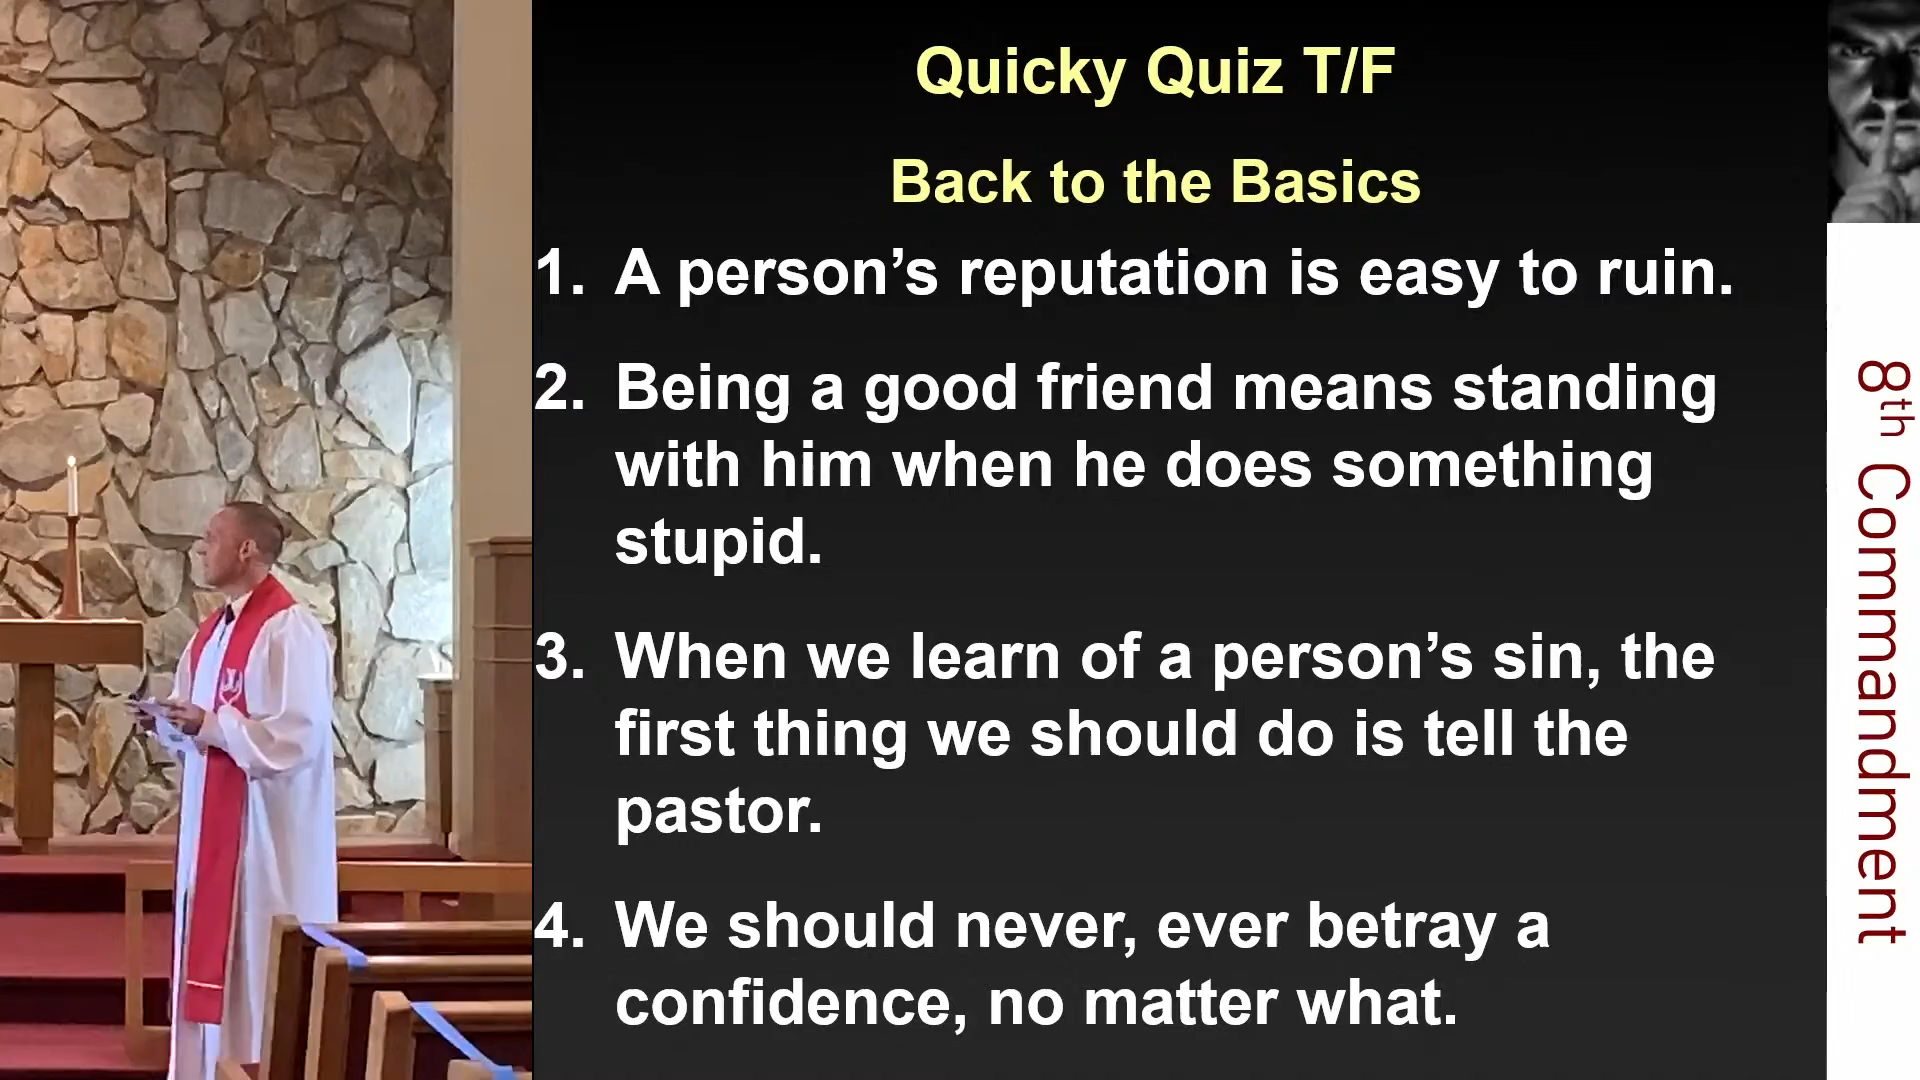 Quicky Quiz T/F
Back to the Basics
1. A person’s reputation is easy to ruin.
2. Being a good friend means standing
with him when he does something
stupid.
3. When we learn of a person’s sin, the
first thing we should do is tell the
pastor.
4. We should never, ever betray a
confidence, no matter what.
8th Commandment